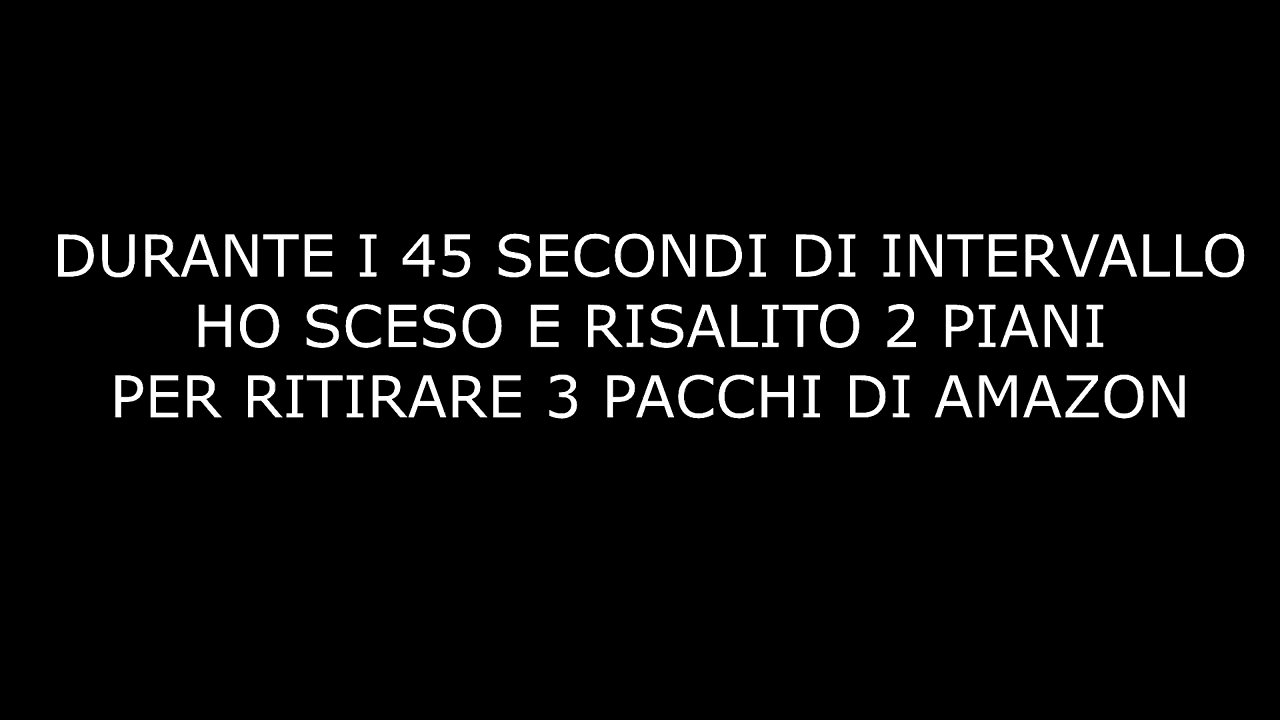 DURANTE I 45 SECONDI DI INTERVALLO
HO SCESO E RISALITO 2 PIANI
PER RITIRARE 3 PACCHI DI AMAZON